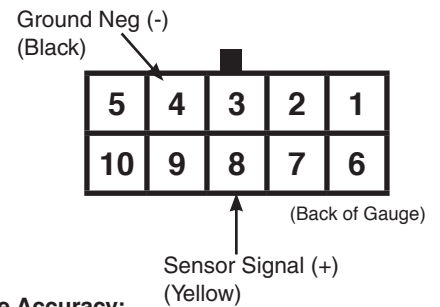 Ground Neg (-)
(Black)
5 4 3 2 1
10 9 8 7 6
(Back of Gauge)
Sensor Signal (+)
(Yellow)
Accuracy: